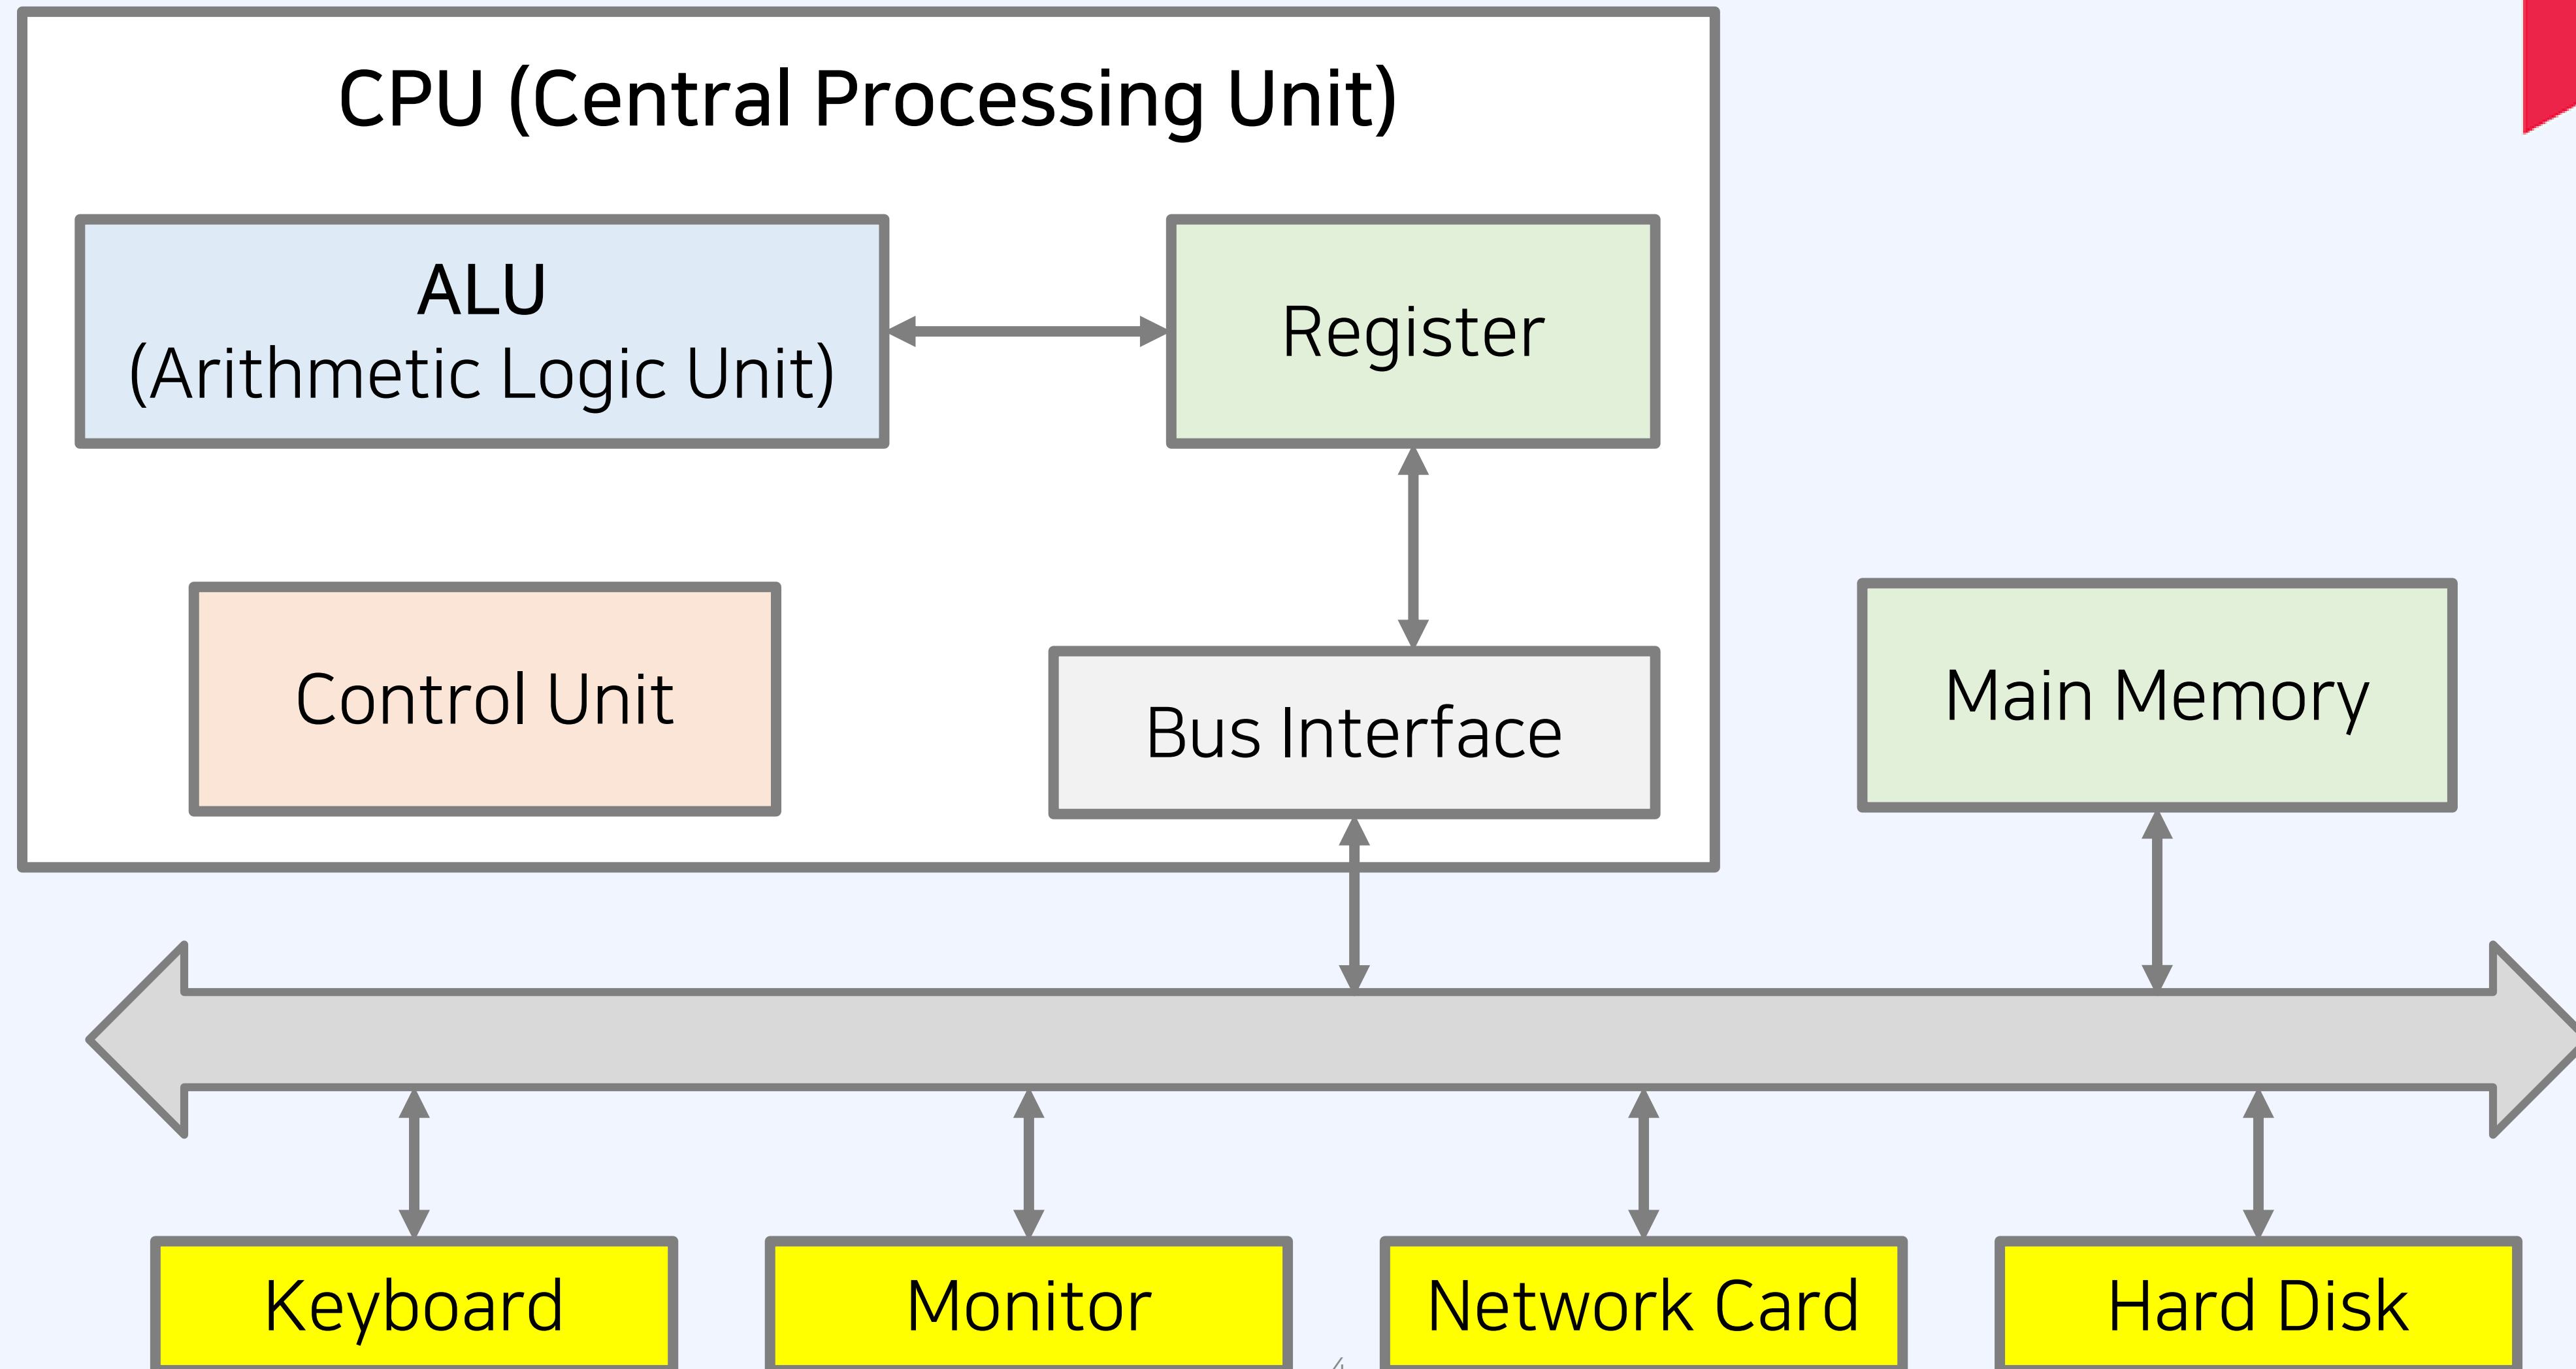 CPU (Central Processing Unit)
ALU
(Arithmetic Logic Unit)
Register
Control Unit
Bus Interface
Main Memory
Keyboard
Monitor
Network Card
Hard Disk